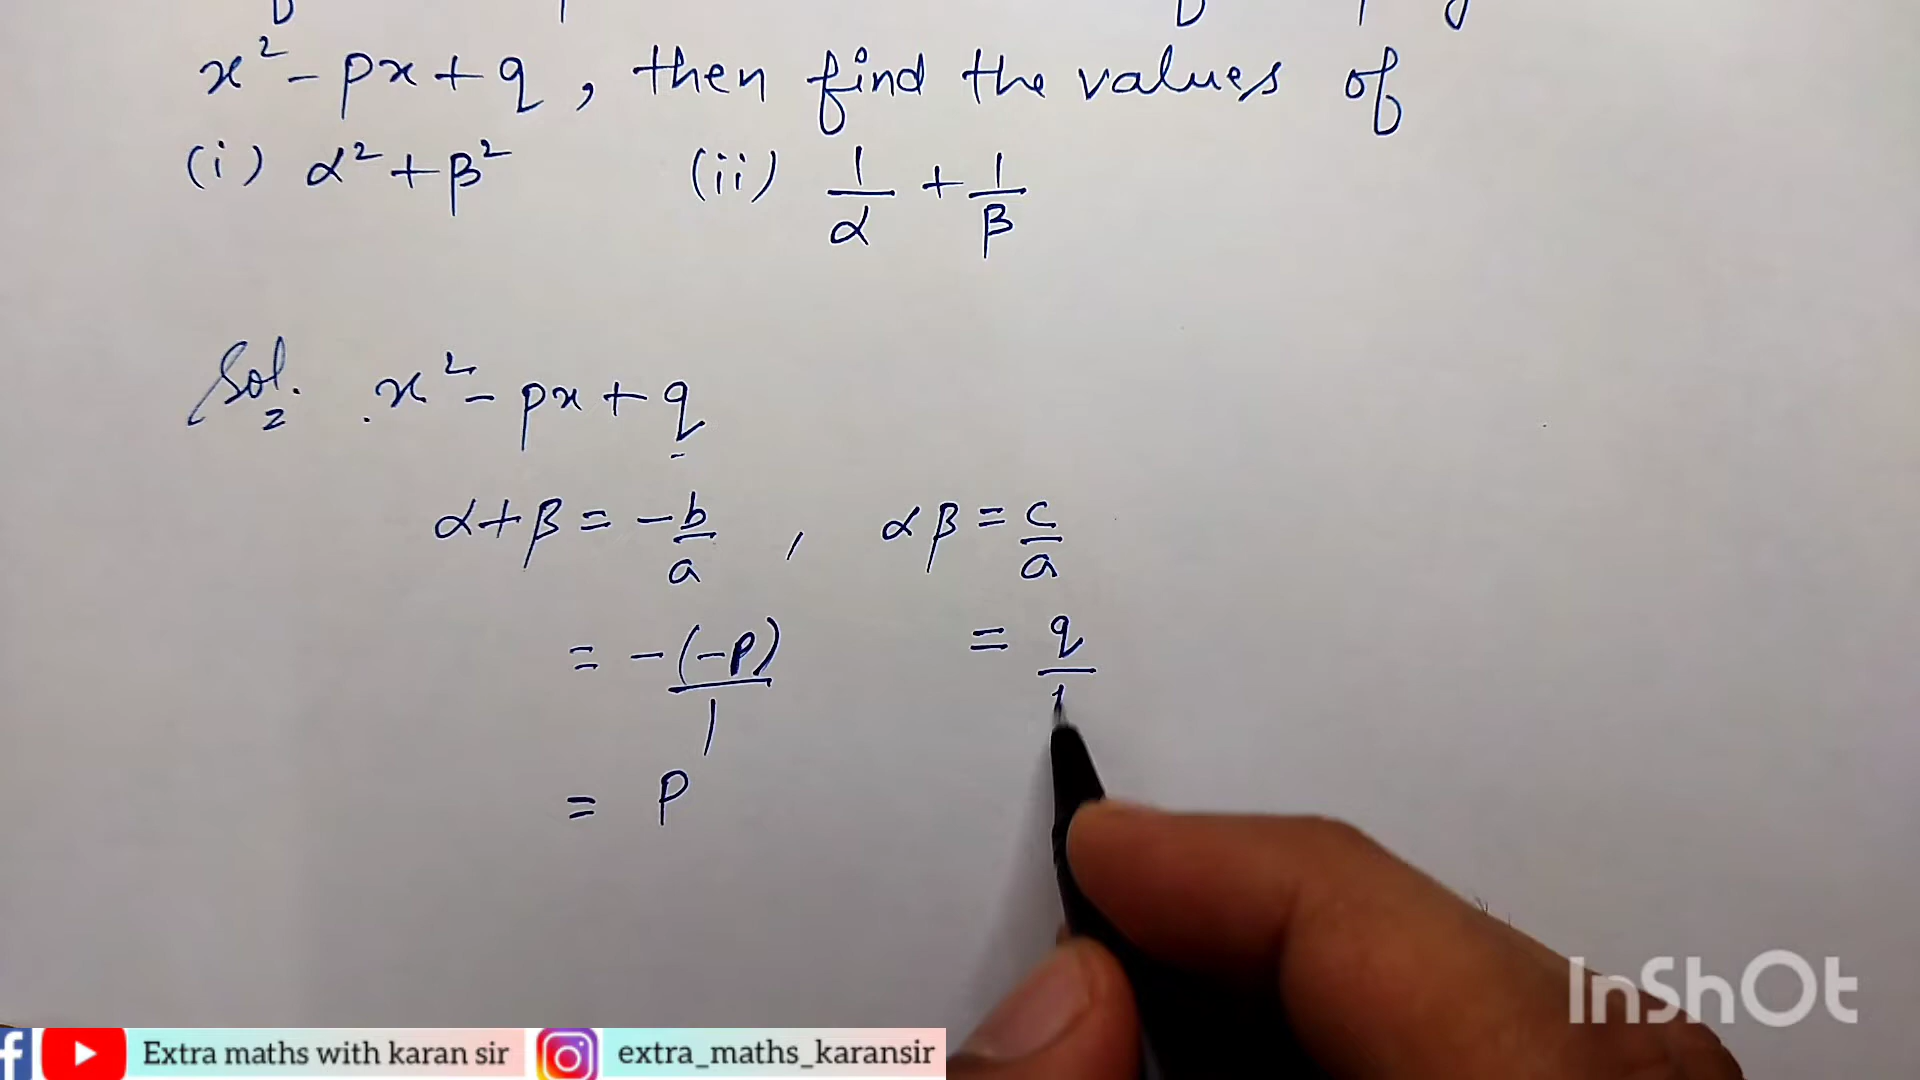 x² - px + q, then find the values of
(i) α² + β² (ii) 1/α + 1/β
Sol. x² - px + q
α + β = -b/a , αβ = c/a
= -(-p)/1 = q/1
= p
InShOt
Extra maths with karan sir extra_maths_karansir